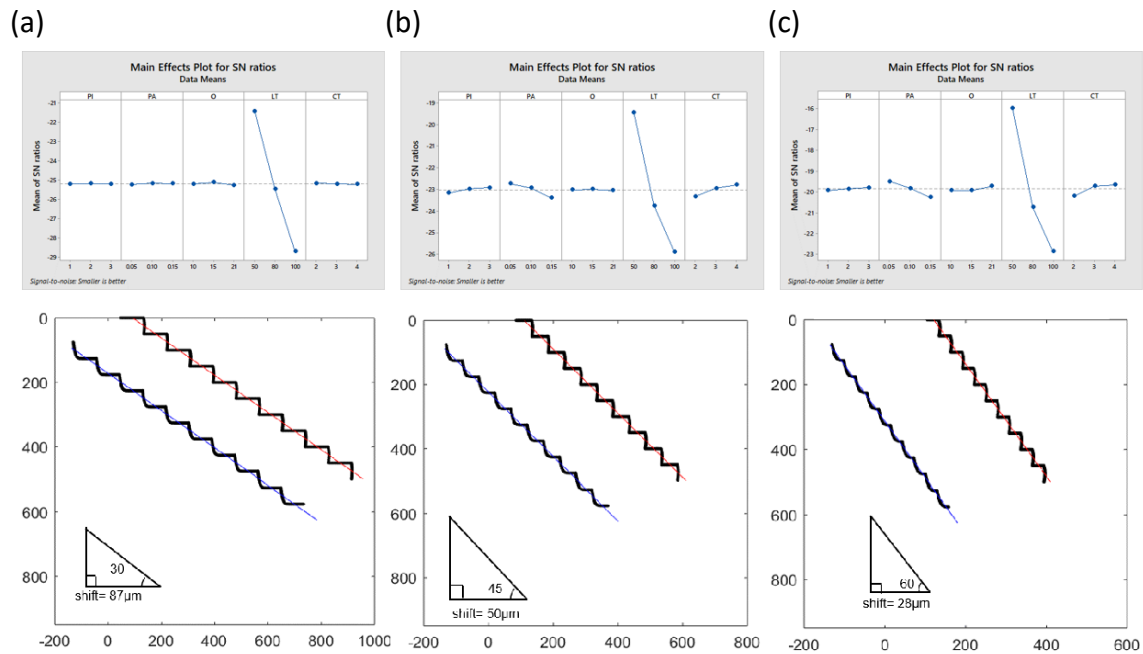 (a)
(b)
(c)
Main Effects Plot for SN ratios
Data Means
PI PA O LT CT
Mean of SN ratios
-21
-22
-23
-24
-25
-26
-27
-28
-29
1 2 3 0.05 0.10 0.15 10 15 21 50 80 100 2 3 4
Signal-to-noise: Smaller is better
Main Effects Plot for SN ratios
Data Means
PI PA O LT CT
Mean of SN ratios
-19
-20
-21
-22
-23
-24
-25
-26
1 2 3 0.05 0.10 0.15 10 15 21 50 80 100 2 3 4
Signal-to-noise: Smaller is better
Main Effects Plot for SN ratios
Data Means
PI PA O LT CT
Mean of SN ratios
-16
-17
-18
-19
-20
-21
-22
-23
1 2 3 0.05 0.10 0.15 10 15 21 50 80 100 2 3 4
Signal-to-noise: Smaller is better
0
200
400
600
800
30
shift= 87μm
-200 0 200 400 600 800 1000
0
200
400
600
800
45
shift= 50μm
-200 0 200 400 600 800
0
200
400
600
800
60
shift= 28μm
-200 0 200 400 600